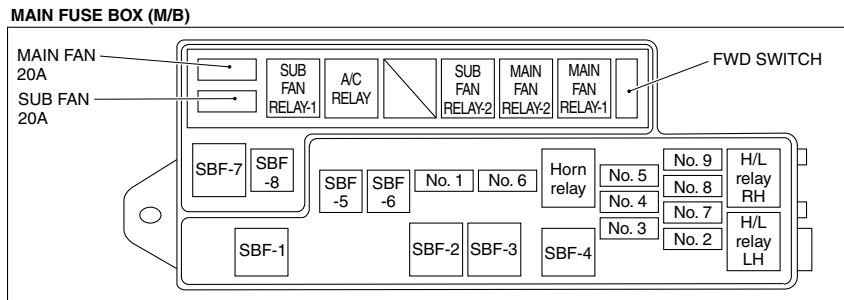 MAIN FUSE BOX (M/B)
MAIN FAN
20A
SUB FAN
20A
SUB
FAN
RELAY-1
A/C
RELAY
SUB
FAN
RELAY-2
MAIN
FAN
RELAY-2
MAIN
FAN
RELAY-1
FWD SWITCH
SBF-7
SBF
-8
SBF
-5
SBF
-6
No. 1
No. 6
Horn
relay
No. 5
No. 4
No. 3
No. 9
No. 8
No. 7
No. 2
H/L
relay
RH
H/L
relay
LH
SBF-1
SBF-2
SBF-3
SBF-4